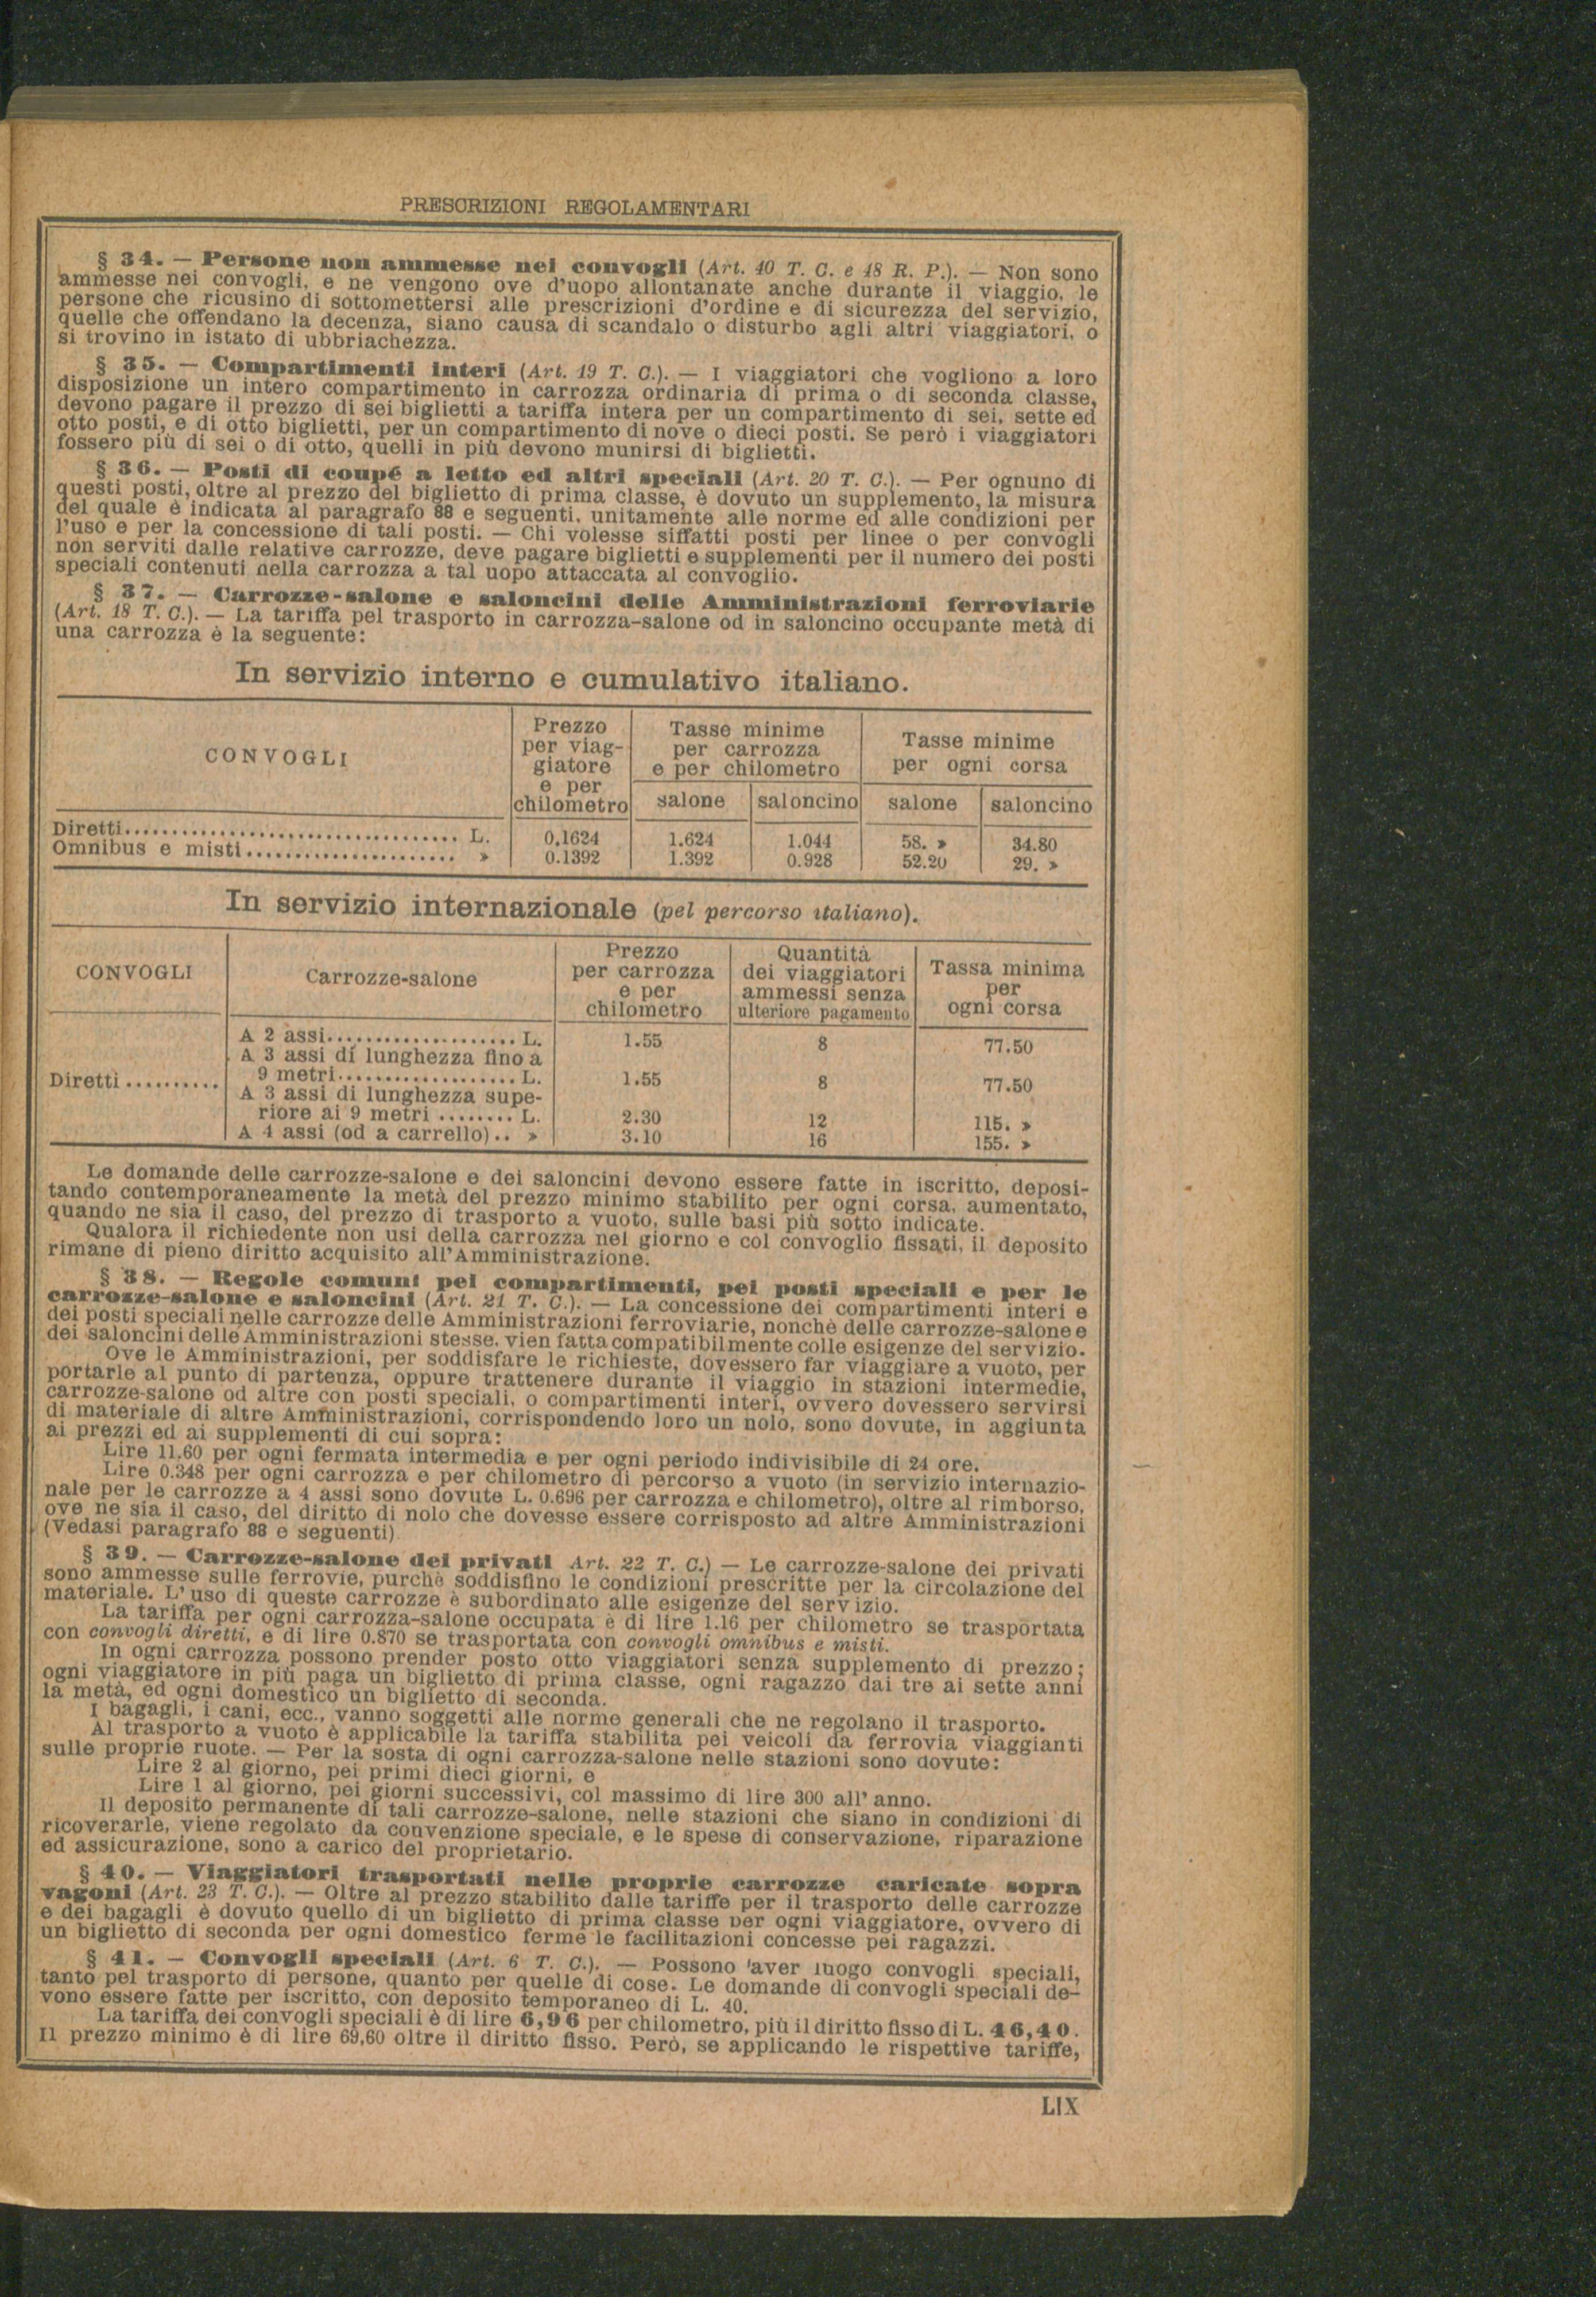 PRESCRIZIONI REGOLAMENTARI
§ 34. — Persone non ammesse nei convogli (Art. 40 T. C. e 48 R. P.). — Non sono
ammesse nei convogli, e ne vengono ove d'uopo allontanate anche durante il viaggio, le
persone che ricusino di sottomettersi alle prescrizioni d'ordine e di sicurezza del servizio,
quelle che offendano la decenza, siano causa di scandalo o disturbo agli altri viaggiatori, o
si trovino in istato di ubbriachezza.
§ 35. — Compartimenti interi (Art. 19 T. C.). — I viaggiatori che vogliono a loro
disposizione un intero compartimento in carrozza ordinaria di prima o di seconda classe,
devono pagare il prezzo di sei biglietti a tariffa intera per un compartimento di sei, sette ed
otto posti, e di otto biglietti, per un compartimento di nove o dieci posti. Se però i viaggiatori
fossero più di sei o di otto, quelli in più devono munirsi di biglietti.
§ 36. — Posti di coupé a letto ed altri speciali (Art. 20 T. C.). — Per ognuno di
questi posti, oltre al prezzo del biglietto di prima classe, è dovuto un supplemento, la misura
del quale è indicata al paragrafo 88 e seguenti, unitamente alle norme ed alle condizioni per
l'uso e per la concessione di tali posti. — Chi volesse siffatti posti per linee o per convogli
non serviti dalle relative carrozze, deve pagare biglietti e supplementi per il numero dei posti
speciali contenuti nella carrozza a tal uopo attaccata al convoglio.
§ 37. — Carrozze-salone e saloncini delle Amministrazioni ferroviarie
(Art. 18 T. C.). — La tariffa pel trasporto in carrozza-salone od in saloncino occupante metà di
una carrozza è la seguente:
In servizio interno e cumulativo italiano.
CONVOGLI
Prezzo
per viag-
giatore
e per
chilometro
Tasse minime
per carrozza
e per chilometro
Tasse minime
per ogni corsa
salone saloncino salone saloncino
Diretti.................................... L. 0.1624 1.624 1.044 58. » 34.80
Omnibus e misti...................... » 0.1392 1.392 0.928 52.20 29. »
In servizio internazionale (pel percorso italiano).
CONVOGLI
Carrozze-salone
Prezzo
per carrozza
e per
chilometro
Quantità
dei viaggiatori
ammessi senza
ulteriore pagamento
Tassa minima
per
ogni corsa
Diretti..........
A 2 assi.................... L. 1.55 8 77.50
A 3 assi di lunghezza fino a
9 metri................... L. 1.55 8 77.50
A 3 assi di lunghezza supe-
riore ai 9 metri ........ L. 2.30 12 115. »
A 4 assi (od a carrello).. » 3.10 16 155. »
Le domande delle carrozze-salone e dei saloncini devono essere fatte in iscritto, deposi-
tando contemporaneamente la metà del prezzo minimo stabilito per ogni corsa, aumentato,
quando ne sia il caso, del prezzo di trasporto a vuoto, sulle basi più sotto indicate.
Qualora il richiedente non usi della carrozza nel giorno e col convoglio fissati, il deposito
rimane di pieno diritto acquisito all'Amministrazione.
§ 38. — Regole comuni pei compartimenti, pei posti speciali e per le
carrozze-salone e saloncini (Art. 21 T. C.). — La concessione dei compartimenti interi e
dei posti speciali nelle carrozze delle Amministrazioni ferroviarie, nonchè delle carrozze-salone e
dei saloncini delle Amministrazioni stesse, vien fatta compatibilmente colle esigenze del servizio.
Ove le Amministrazioni, per soddisfare le richieste, dovessero far viaggiare a vuoto, per
portarle al punto di partenza, oppure trattenere durante il viaggio in stazioni intermedie,
carrozze-salone od altre con posti speciali, o compartimenti interi, ovvero dovessero servirsi
di materiale di altre Amministrazioni, corrispondendo loro un nolo, sono dovute, in aggiunta
ai prezzi ed ai supplementi di cui sopra:
Lire 11.60 per ogni fermata intermedia e per ogni periodo indivisibile di 24 ore.
Lire 0.348 per ogni carrozza e per chilometro di percorso a vuoto (in servizio internazio-
nale per le carrozze a 4 assi sono dovute L. 0.696 per carrozza e chilometro), oltre al rimborso,
ove ne sia il caso, del diritto di nolo che dovesse essere corrisposto ad altre Amministrazioni
(Vedasi paragrafo 88 e seguenti)
§ 39. — Carrozze-salone dei privati Art. 22 T. C.) — Le carrozze-salone dei privati
sono ammesse sulle ferrovie, purchè soddisfino le condizioni prescritte per la circolazione del
materiale. L'uso di queste carrozze è subordinato alle esigenze del servizio.
La tariffa per ogni carrozza-salone occupata è di lire 1.16 per chilometro se trasportata
con convogli diretti, e di lire 0.870 se trasportata con convogli omnibus e misti.
In ogni carrozza possono prender posto otto viaggiatori senza supplemento di prezzo;
ogni viaggiatore in più paga un biglietto di prima classe, ogni ragazzo dai tre ai sette anni
la metà, ed ogni domestico un biglietto di seconda.
I bagagli, i cani, ecc., vanno soggetti alle norme generali che ne regolano il trasporto.
Al trasporto a vuoto è applicabile la tariffa stabilita pei veicoli da ferrovia viaggianti
sulle proprie ruote. — Per la sosta di ogni carrozza-salone nelle stazioni sono dovute:
Lire 2 al giorno, pei primi dieci giorni, e
Lire 1 al giorno, pei giorni successivi, col massimo di lire 300 all'anno.
Il deposito permanente di tali carrozze-salone, nelle stazioni che siano in condizioni di
ricoverarle, viene regolato da convenzione speciale, e le spese di conservazione, riparazione
ed assicurazione, sono a carico del proprietario.
§ 40. — Viaggiatori trasportati nelle proprie carrozze caricate sopra
vagoni (Art. 23 T. C.). — Oltre al prezzo stabilito dalle tariffe per il trasporto delle carrozze
e dei bagagli è dovuto quello di un biglietto di prima classe per ogni viaggiatore, ovvero di
un biglietto di seconda per ogni domestico ferme le facilitazioni concesse pei ragazzi.
§ 41. — Convogli speciali (Art. 6 T. C.). — Possono aver luogo convogli speciali,
tanto pel trasporto di persone, quanto per quelle di cose. Le domande di convogli speciali de-
vono essere fatte per iscritto, con deposito temporaneo di L. 40.
La tariffa dei convogli speciali è di lire 6,96 per chilometro, più il diritto fisso di L. 46,40.
Il prezzo minimo è di lire 69,60 oltre il diritto fisso. Però, se applicando le rispettive tariffe,
LIX